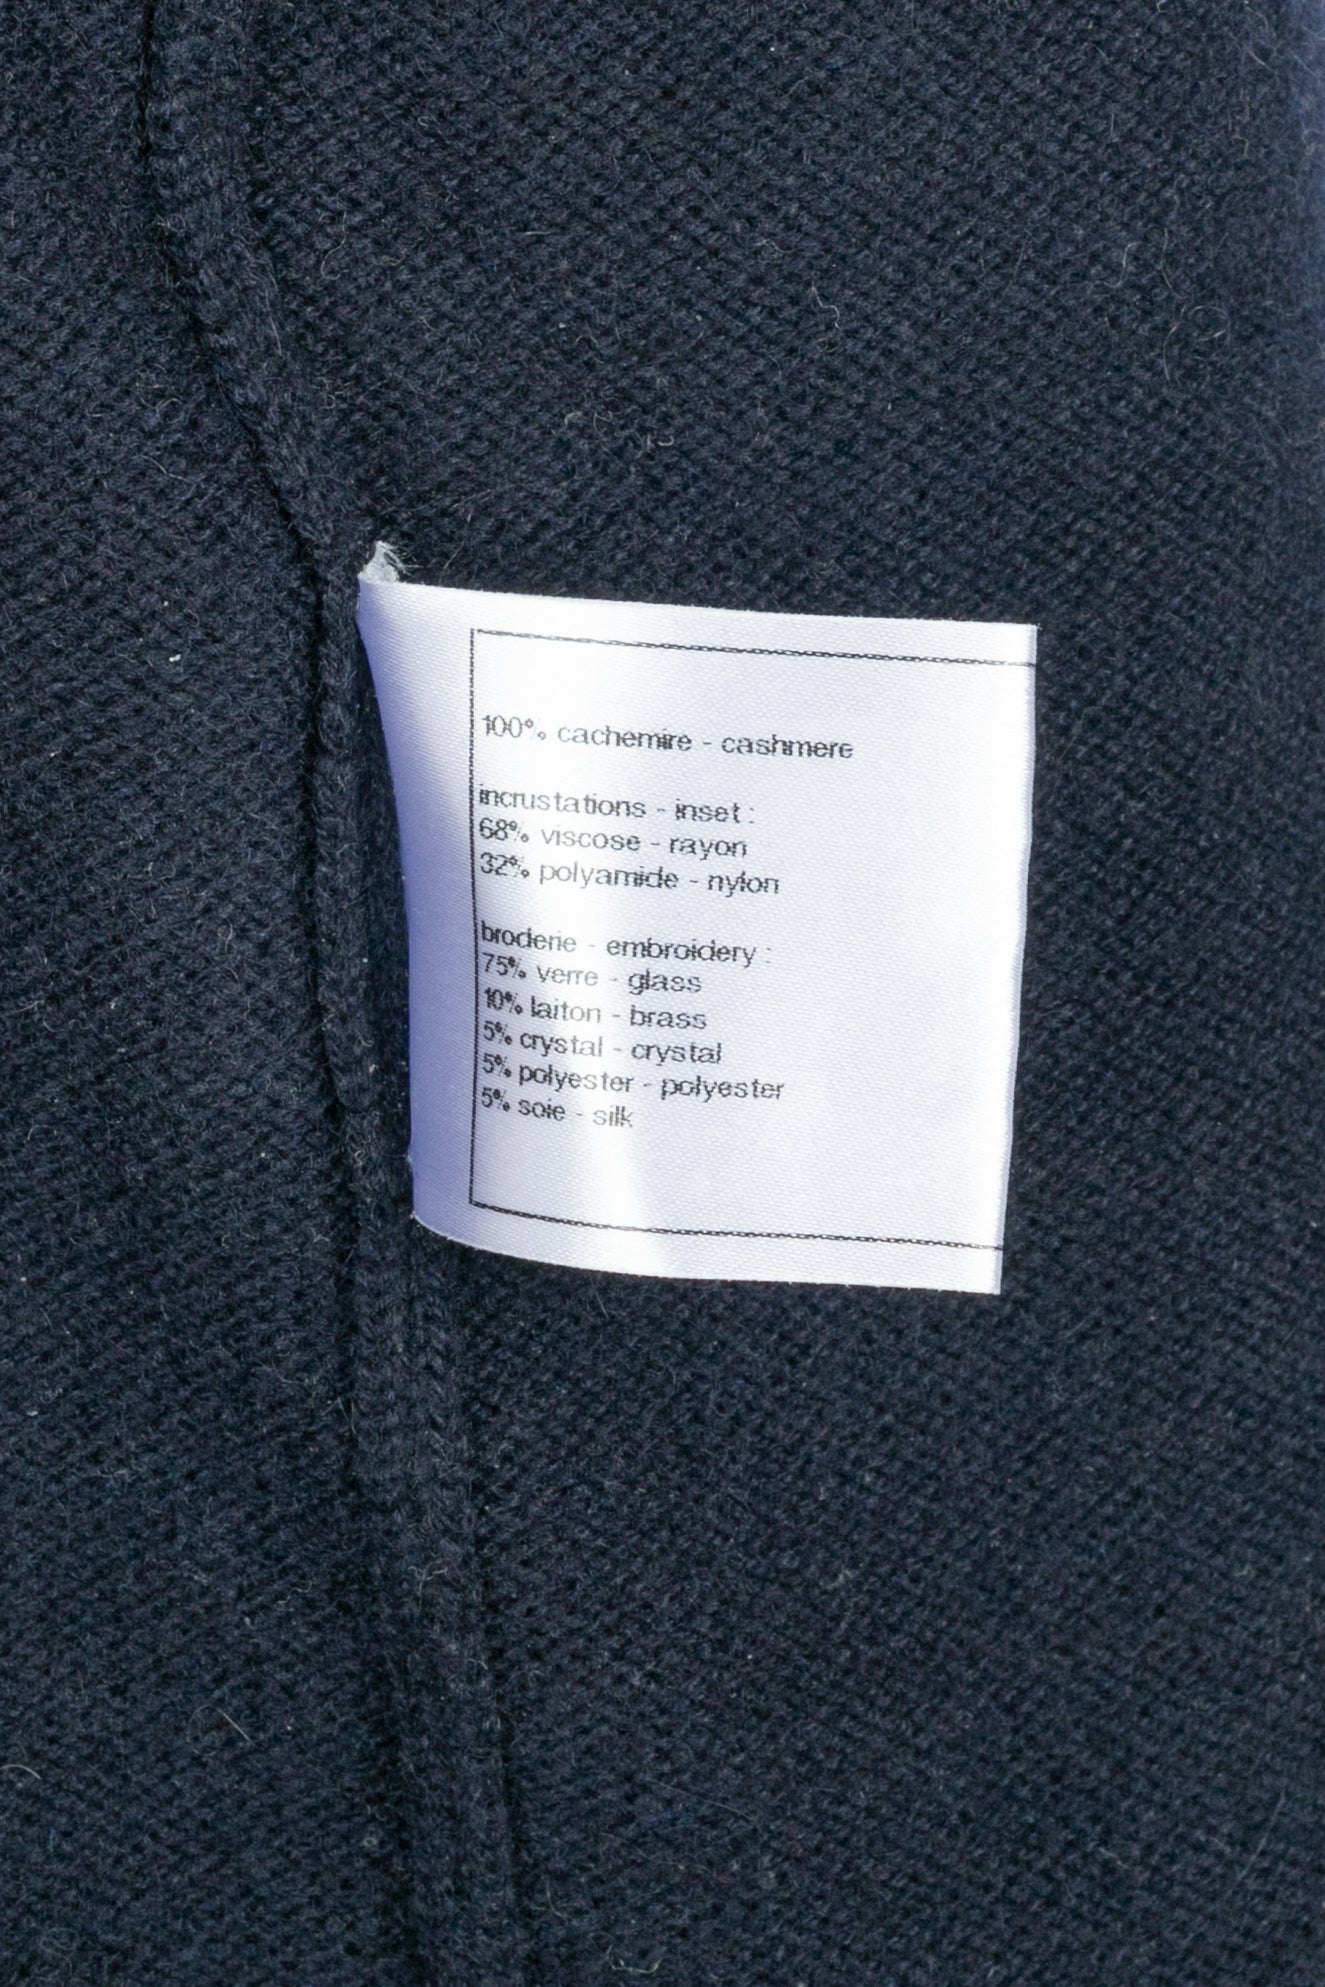 100% cachemire - cashmere
incrustations - inset :
68% viscose - rayon
32% polyamide - nylon
broderie - embroidery :
75% verre - glass
10% laiton - brass
5% crystal - crystal
5% polyester - polyester
5% soie - silk